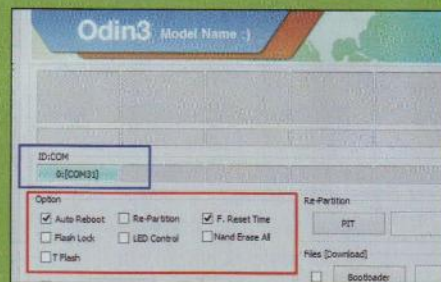 Odin3 Model Name :)
ID:COM
0:[COM31]
Option
Auto Reboot Re-Partition F. Reset Time
Flash Lock LED Control Nand Erase All
T Flash
Re-Partition
PIT
Files [Download]
Bootloader